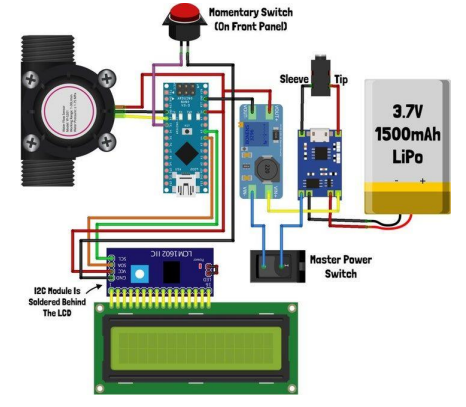 Momentary Switch
(On Front Panel)
Sleeve
Tip
3.7V
1500mAh
LiPo
- +
Master Power
Switch
LCM1602 IIC
SCL
SDA
VCC
GND
I2C Module Is
Soldered Behind
The LCD